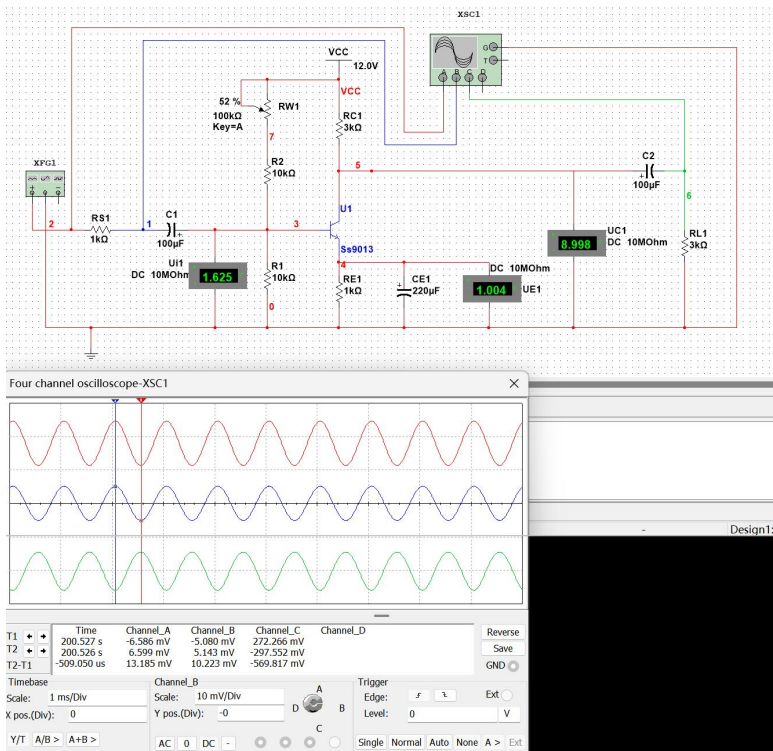 XSC1
G
T
A B C D
VCC
12.0V
VCC
52 %
RW1
100kΩ
Key=A
7
RC1
3kΩ
R2
10kΩ
5
C2
100µF
6
XFG1
2
RS1
1kΩ
1
C1
100µF
3
U1
Ss9013
4
Ui1
DC 10MOhm
1.625
R1
10kΩ
0
RE1
1kΩ
CE1
220µF
DC 10MOhm
1.004
UE1
UC1
DC 10MOhm
8.998
RL1
3kΩ
Four channel oscilloscope-XSC1
Design1:
Time Channel_A Channel_B Channel_C Channel_D
T1 200.527 s -6.586 mV -5.080 mV 272.266 mV
T2 200.526 s 6.599 mV 5.143 mV -297.552 mV
T2-T1 -509.050 us 13.185 mV 10.223 mV -569.817 mV
Reverse
Save
GND
Timebase
Scale: 1 ms/Div
X pos.(Div): 0
Y/T A/B > A+B >
Channel_B
Scale: 10 mV/Div
Y pos.(Div): -0
AC 0 DC -
A
D B
C
Trigger
Edge:
Ext
Level: 0 V
Single Normal Auto None A > Ext